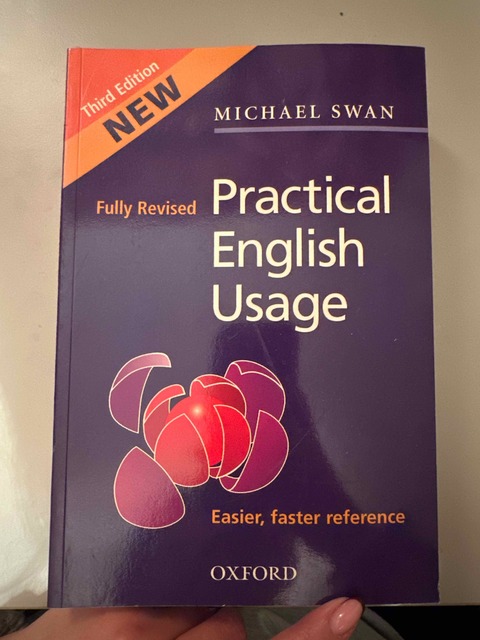 Third Edition
NEW
MICHAEL SWAN
Fully Revised
Practical
English
Usage
Easier, faster reference
OXFORD